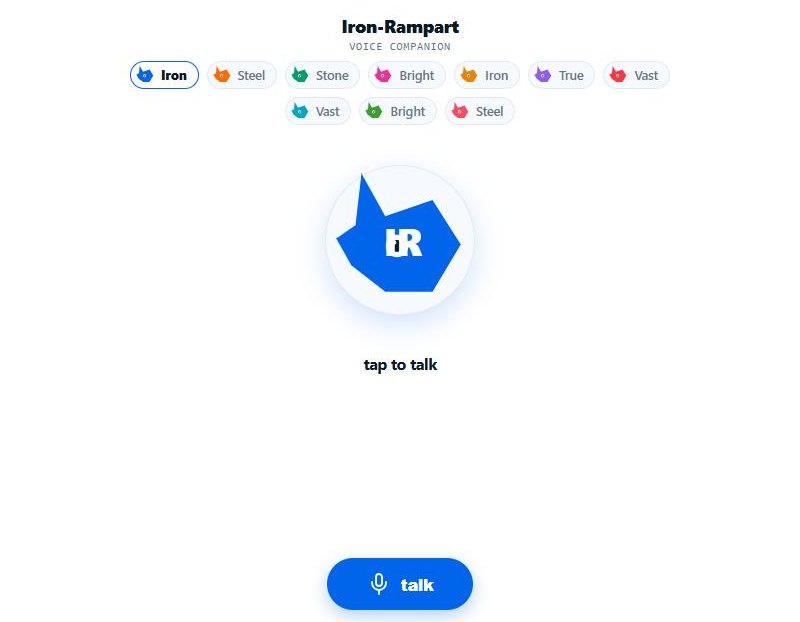 Iron-Rampart
VOICE COMPANION
Iron Steel Stone Bright Iron True Vast
Vast Bright Steel
tap to talk
talk